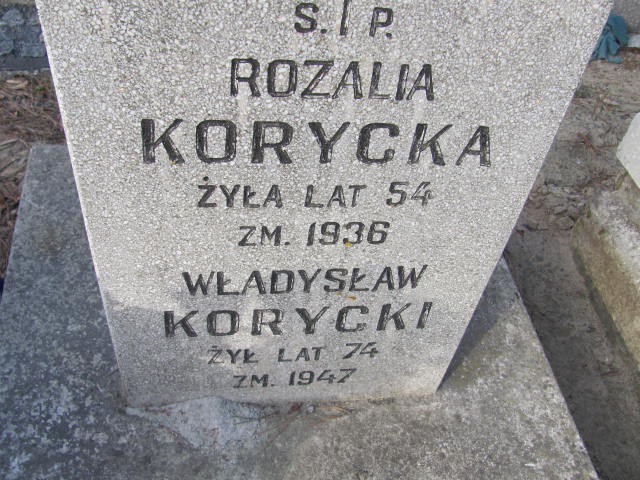 Ś. I P.
ROZALIA
KORYCKA
ŻYŁA LAT 54
ZM. 1936
WŁADYSŁAW
KORYCKI
ŻYŁ LAT 74
ZM. 1947